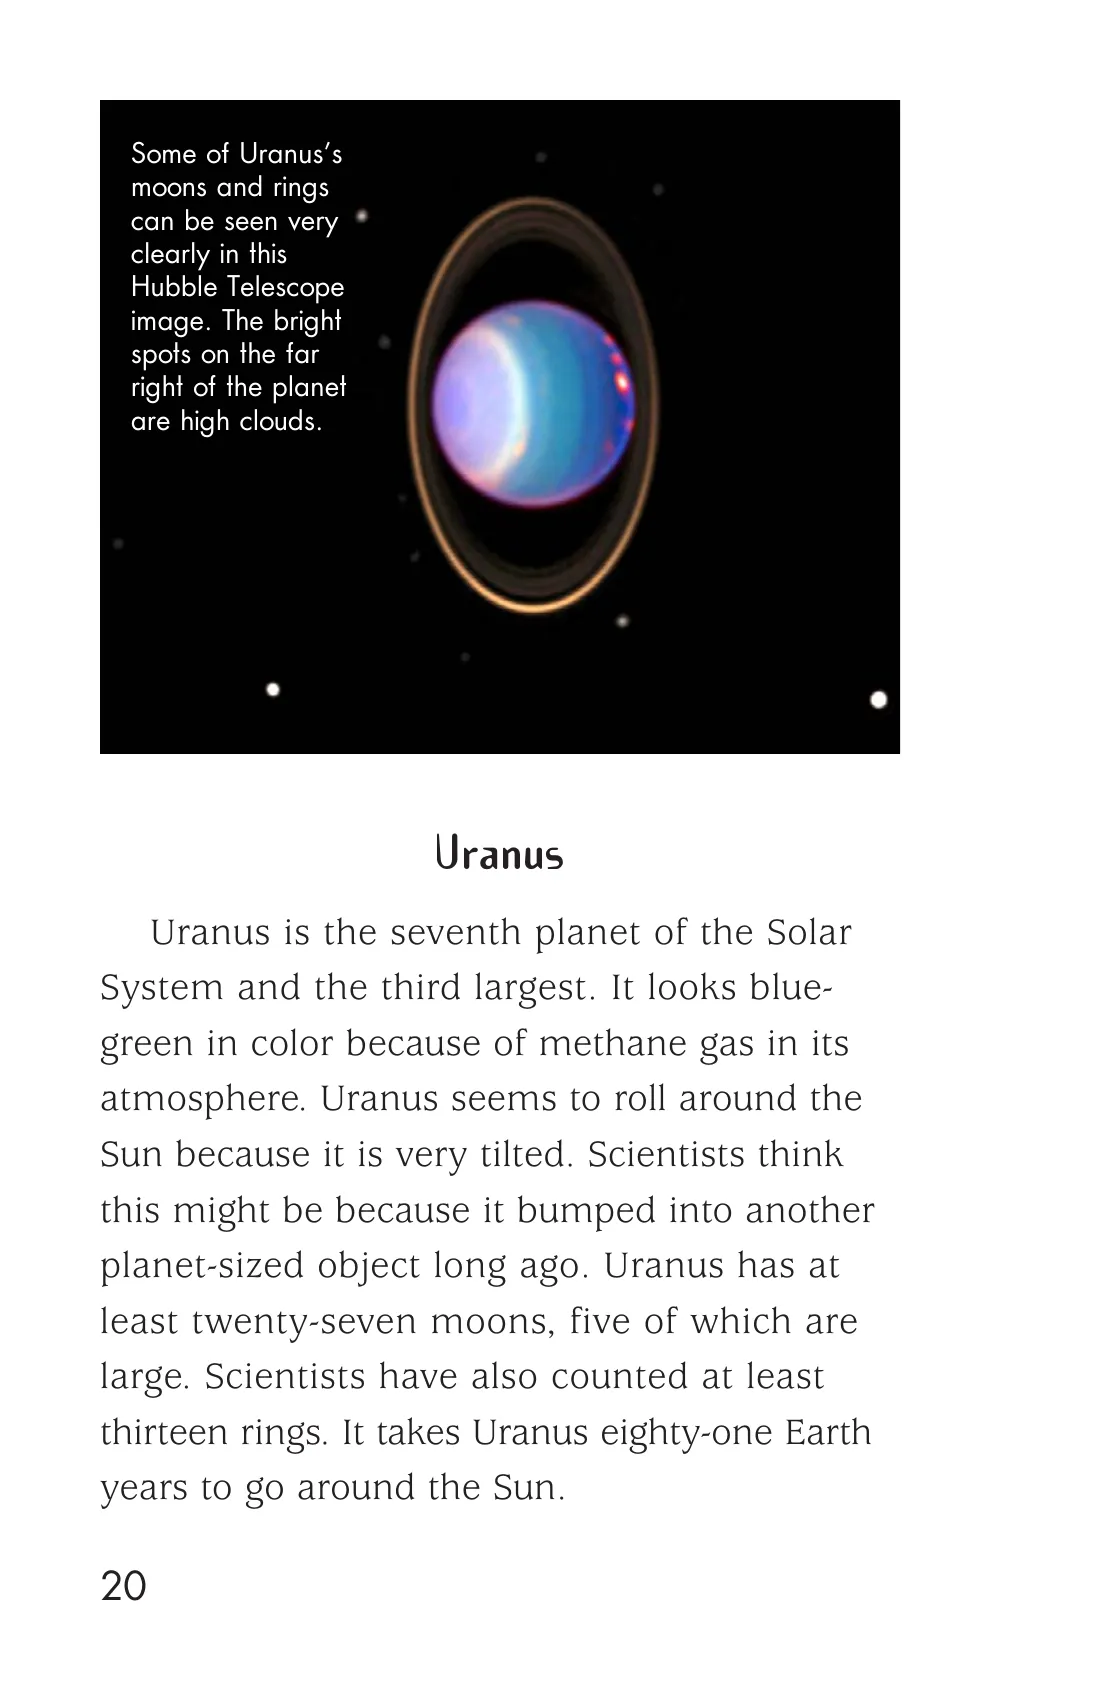 Some of Uranus’s
moons and rings
can be seen very
clearly in this
Hubble Telescope
image. The bright
spots on the far
right of the planet
are high clouds.
Uranus
Uranus is the seventh planet of the Solar
System and the third largest. It looks blue-
green in color because of methane gas in its
atmosphere. Uranus seems to roll around the
Sun because it is very tilted. Scientists think
this might be because it bumped into another
planet-sized object long ago. Uranus has at
least twenty-seven moons, five of which are
large. Scientists have also counted at least
thirteen rings. It takes Uranus eighty-one Earth
years to go around the Sun.
20